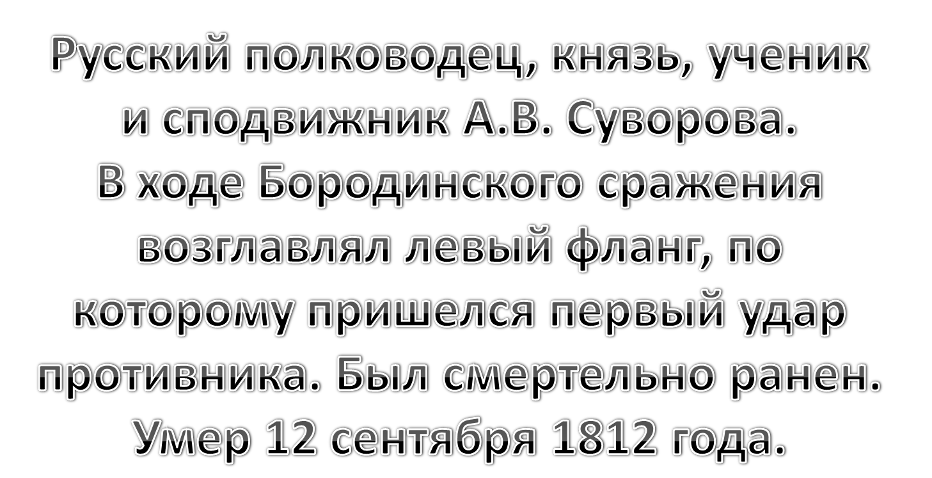 Русский полководец, князь, ученик
и сподвижник А.В. Суворова.
В ходе Бородинского сражения
возглавлял левый фланг, по
которому пришелся первый удар
противника. Был смертельно ранен.
Умер 12 сентября 1812 года.